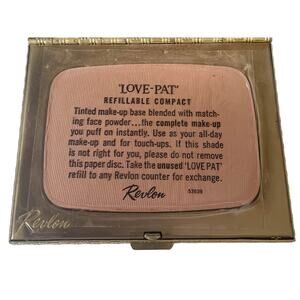 'LOVE-PAT'
REFILLABLE COMPACT
Tinted make-up base blended with match-
ing face powder...the complete make-up
you puff on instantly. Use as your all-day
make-up and for touch-ups. If this shade
is not right for you, please do not remove
this paper disc. Take the unused 'LOVE PAT'
refill to any Revlon counter for exchange.
Revlon
Revlon